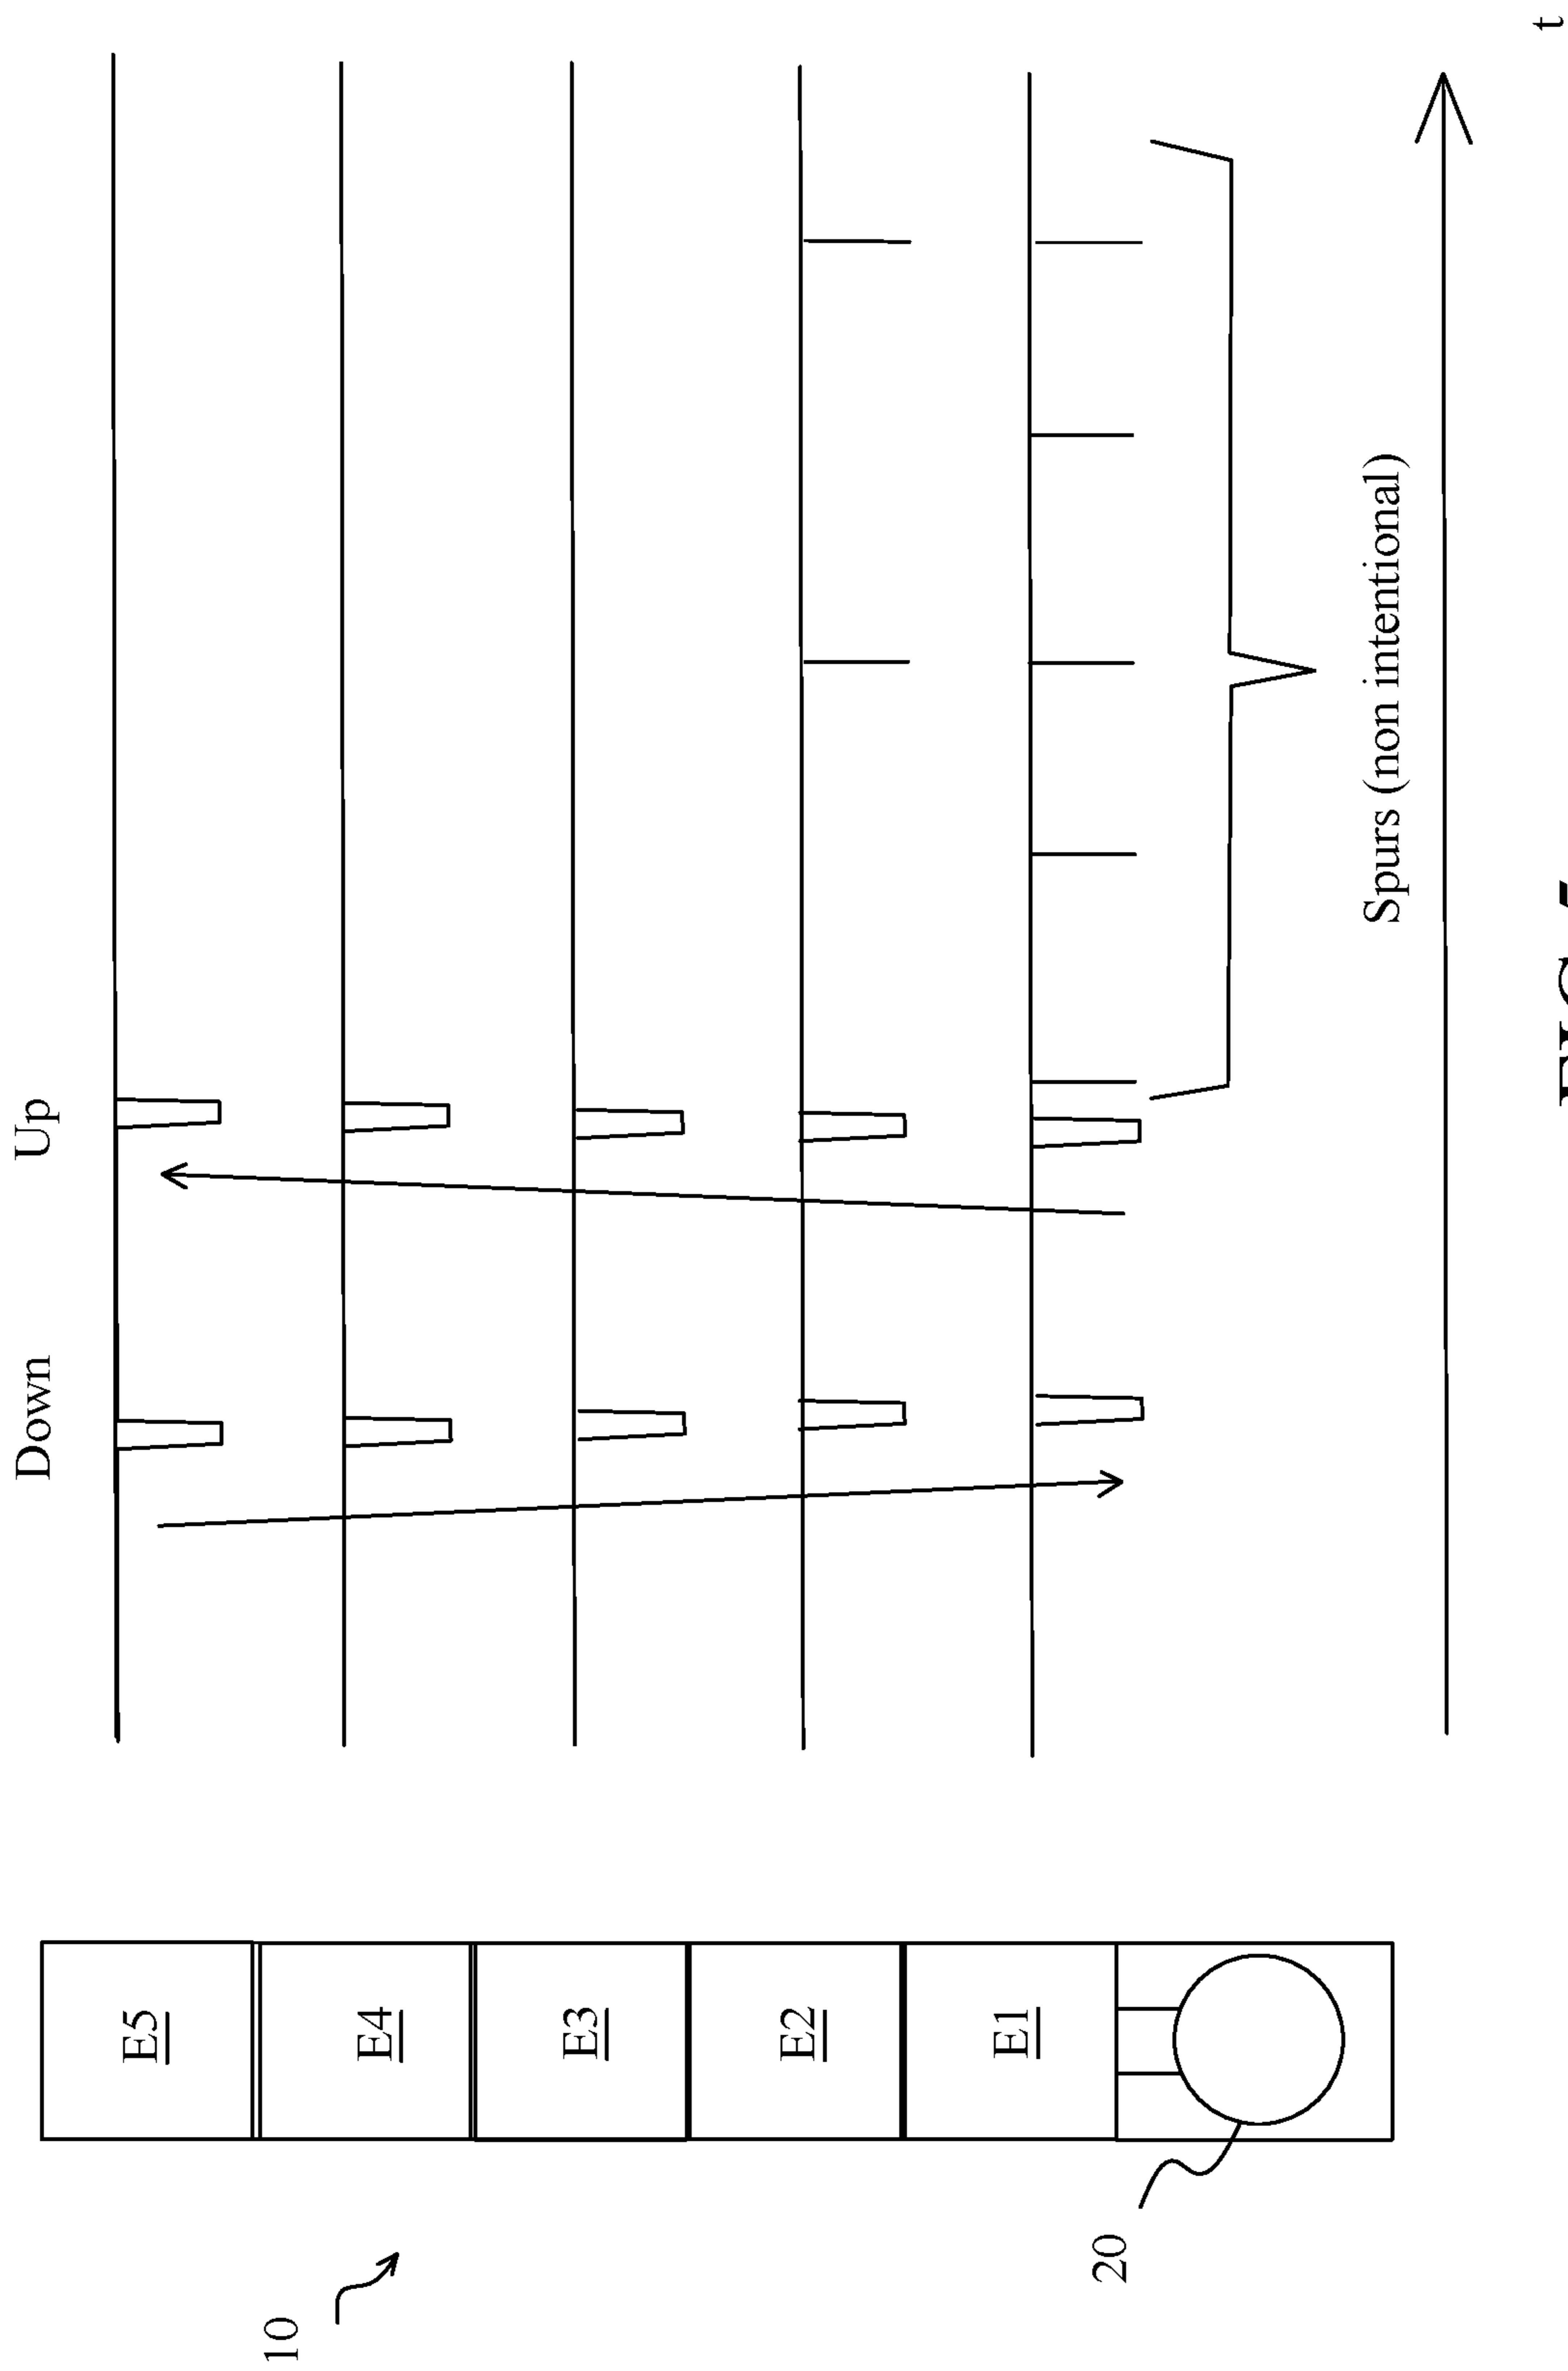 Down
Up
E5
E4
E3
E2
E1
10
20
Spurs (non intentional)
t